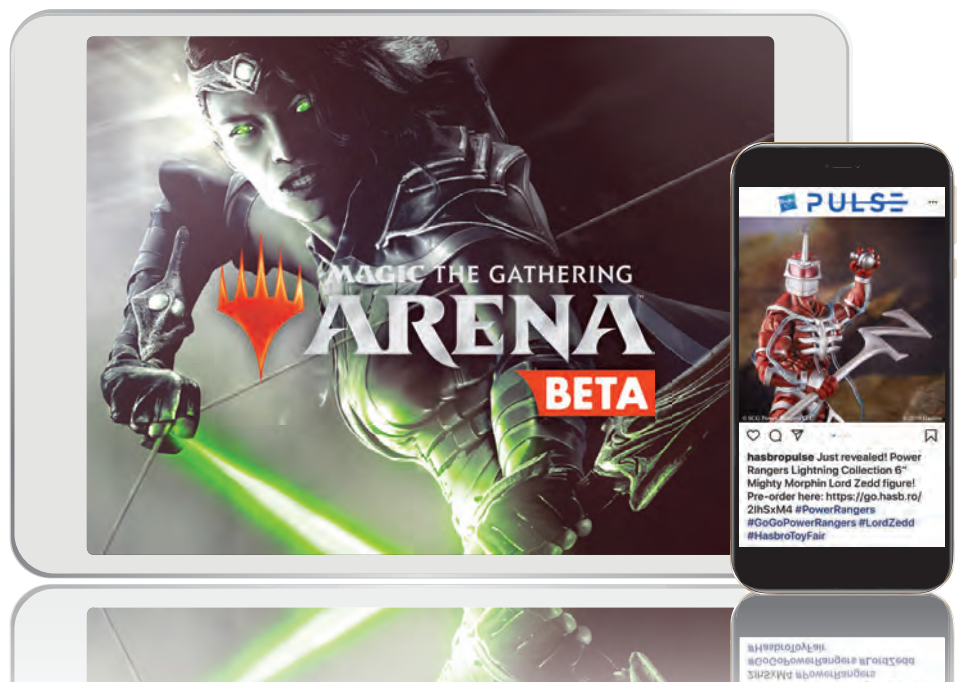 MAGIC THE GATHERING
ARENA
BETA
PULSE
hasbropulse Just revealed! Power
Rangers Lightning Collection 6"
Mighty Morphin Lord Zedd figure!
Pre-order here: https://go.hasb.ro/
2IhSxM4 #PowerRangers
#GoGoPowerRangers #LordZedd
#HasbroToyFair